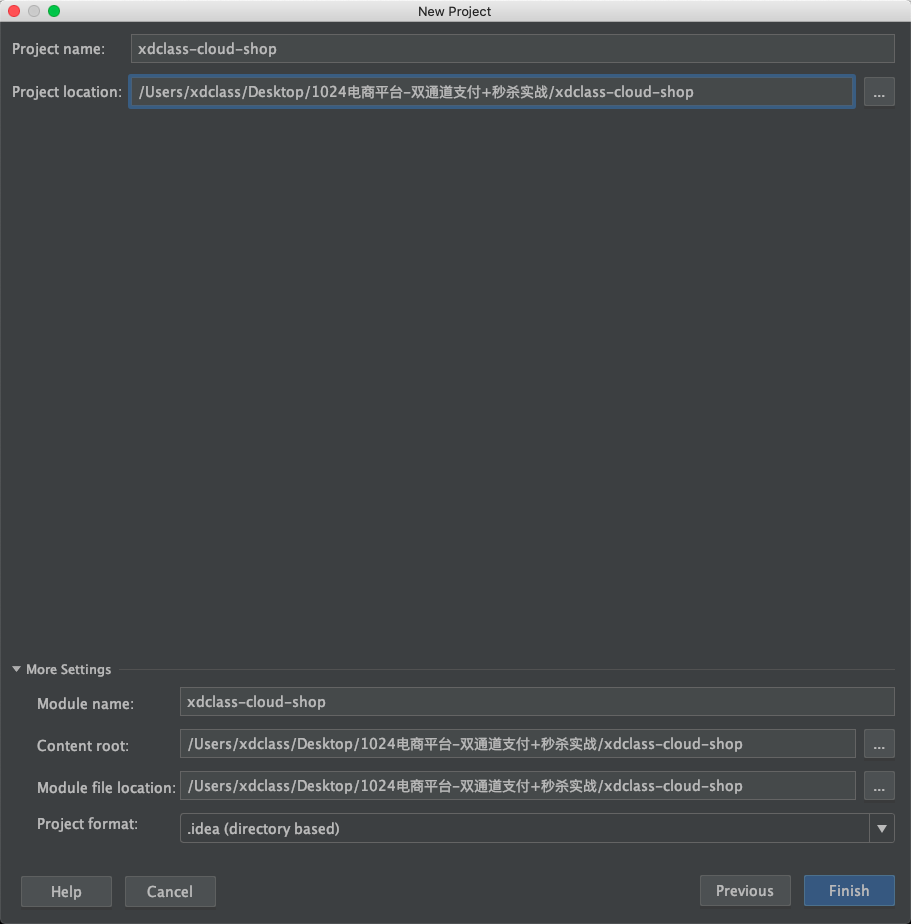 New Project
Project name: xdclass-cloud-shop
Project location: /Users/xdclass/Desktop/1024电商平台-双通道支付+秒杀实战/xdclass-cloud-shop ...
More Settings
Module name: xdclass-cloud-shop
Content root: /Users/xdclass/Desktop/1024电商平台-双通道支付+秒杀实战/xdclass-cloud-shop ...
Module file location: /Users/xdclass/Desktop/1024电商平台-双通道支付+秒杀实战/xdclass-cloud-shop ...
Project format: .idea (directory based)
Help Cancel Previous Finish